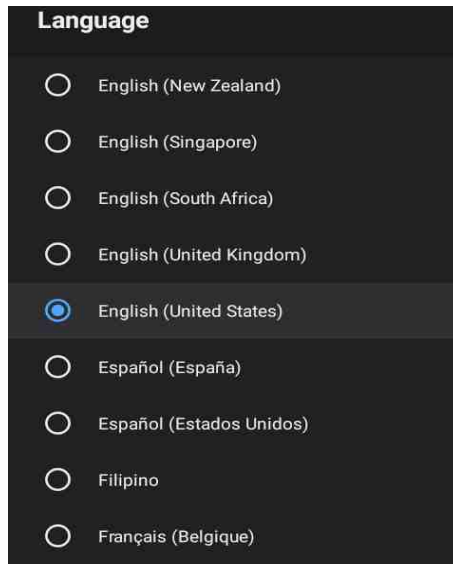 Language
English (New Zealand)
English (Singapore)
English (South Africa)
English (United Kingdom)
English (United States)
Español (España)
Español (Estados Unidos)
Filipino
Français (Belgique)